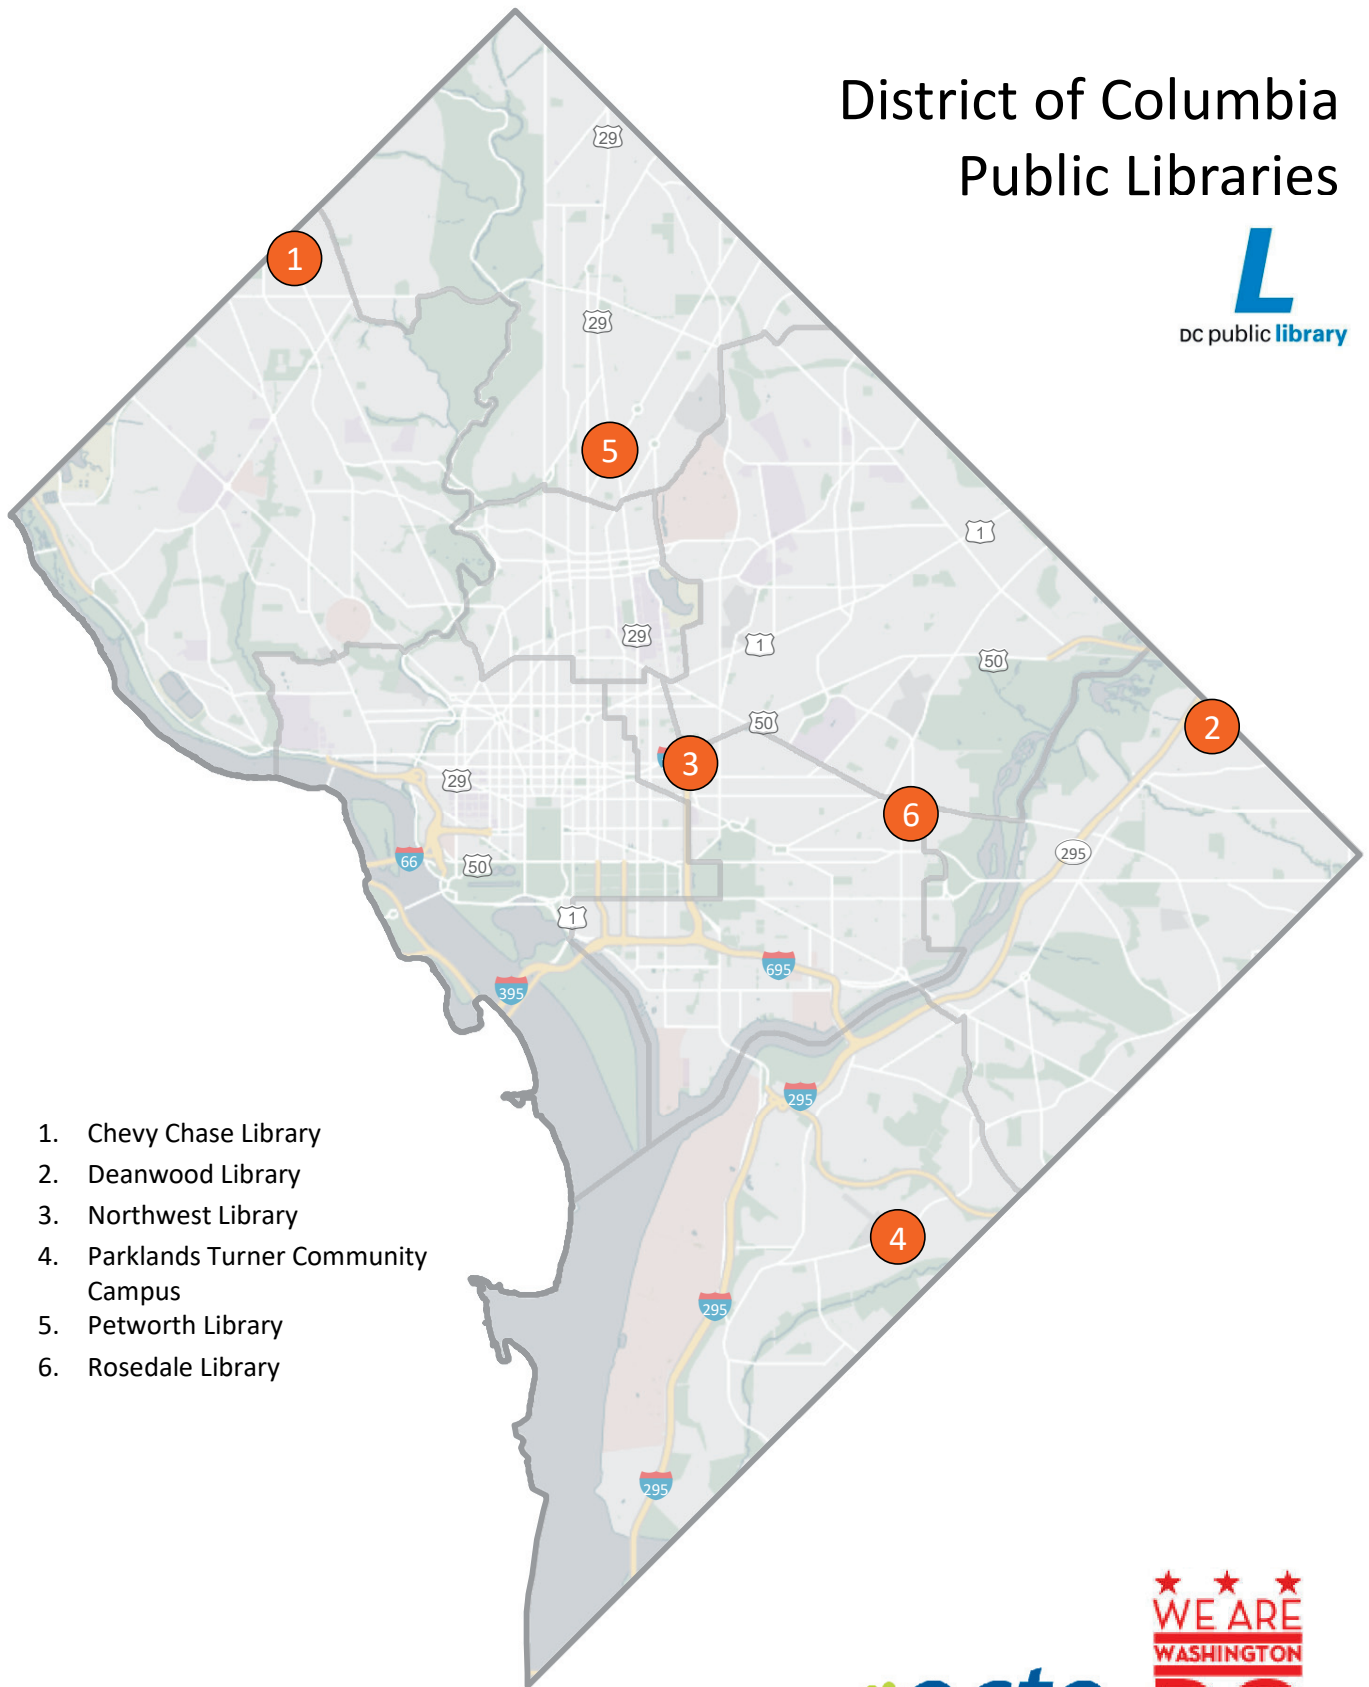 District of Columbia
Public Libraries
L
DC public library
29
1
29
5
1
29
1
50
50
2
3
6
29
295
66
50
1
695
395
295
1. Chevy Chase Library
2. Deanwood Library
3. Northwest Library
4. Parklands Turner Community
Campus
5. Petworth Library
6. Rosedale Library
4
295
295
WE ARE
WASHINGTON